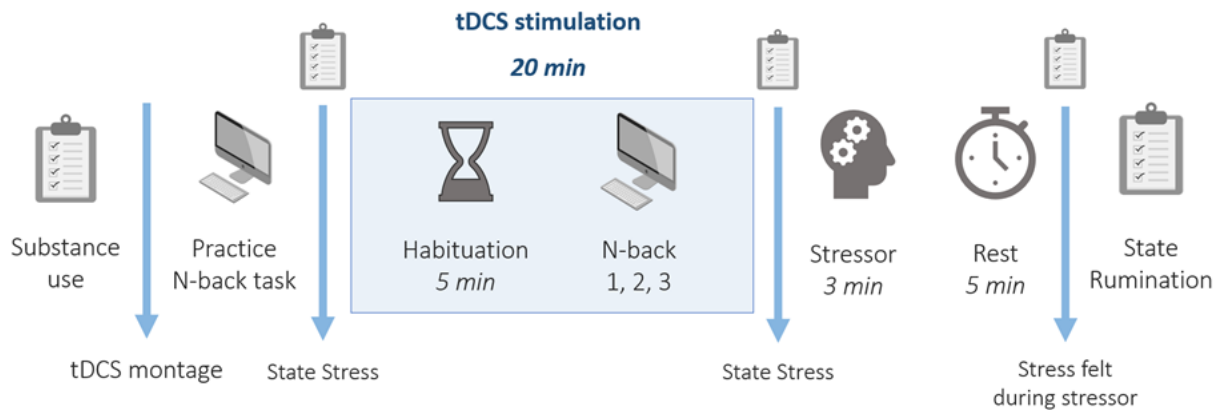 tDCS stimulation
20 min
Substance
use
Practice
N-back task
Habituation
5 min
N-back
1, 2, 3
Stressor
3 min
Rest
5 min
State
Rumination
tDCS montage
State Stress
State Stress
Stress felt
during stressor